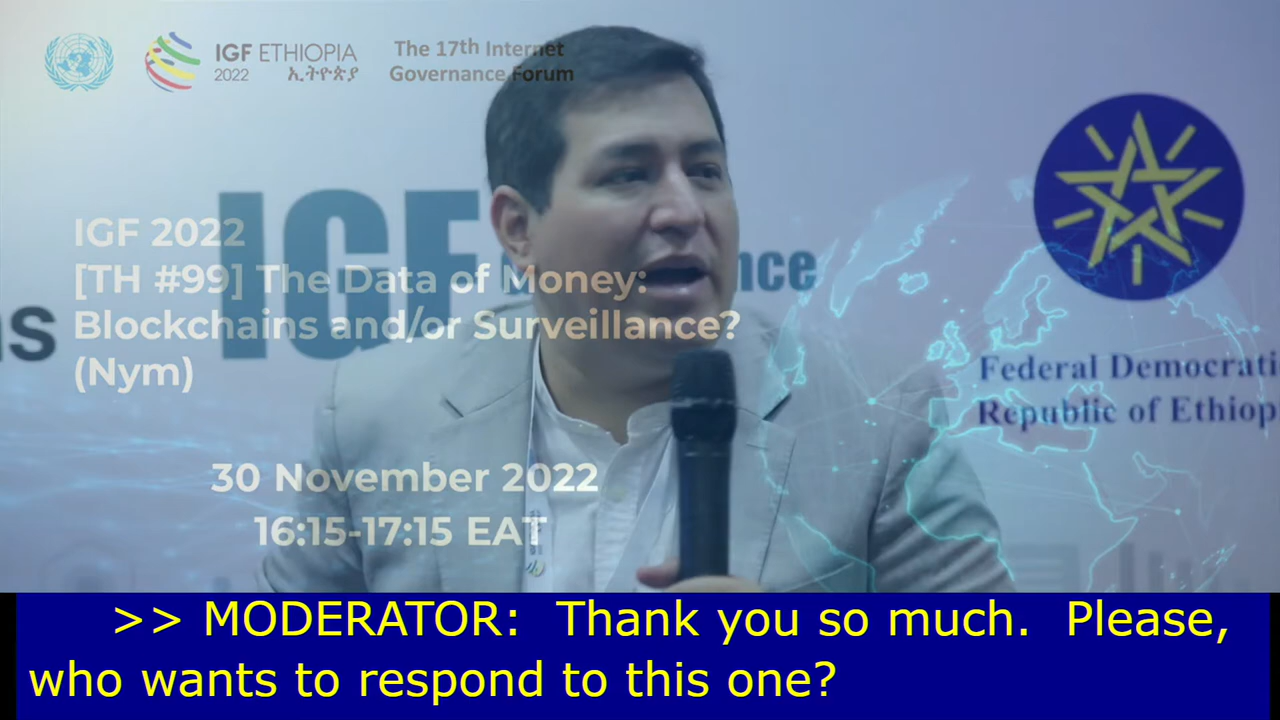 IGF ETHIOPIA
2022 ኢትዮጵያ
The 17th Internet
Governance Forum
IGF
IGF 2022
[TH #99] The Data of Money:
Blockchains and/or Surveillance?
(Nym)
30 November 2022
16:15-17:15 EAT
Federal Democrati
Republic of Ethiop
>> MODERATOR: Thank you so much. Please,
who wants to respond to this one?